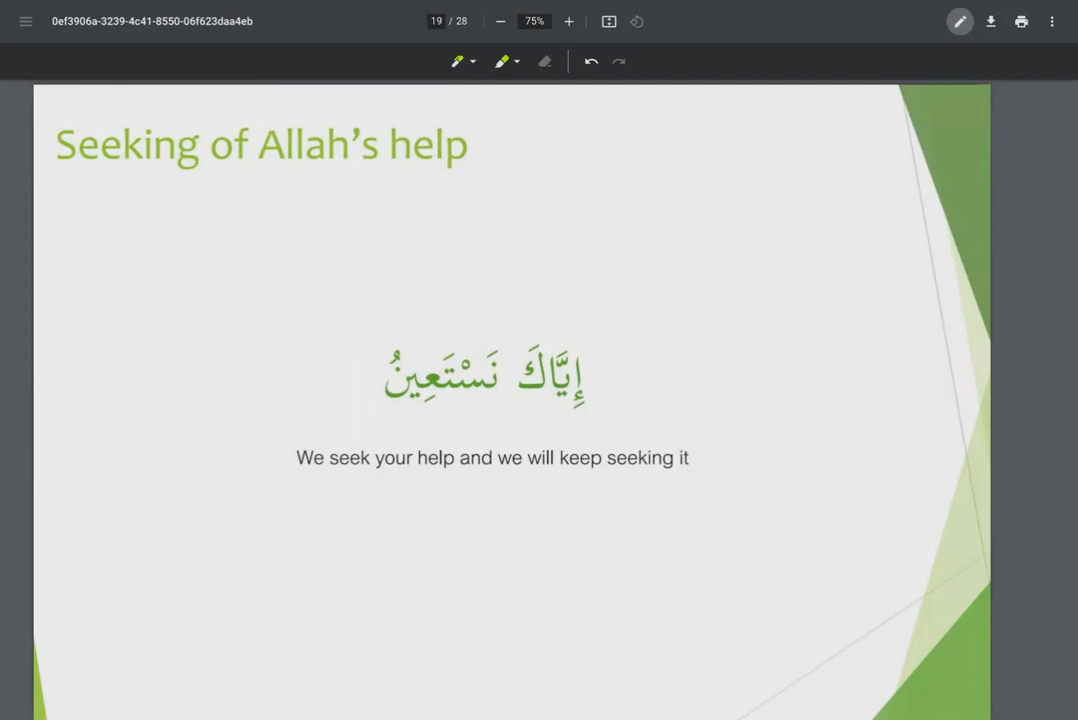 0ef3906a-3239-4c41-8550-06f623daa4eb
19 / 28
75%
Seeking of Allah's help
إِيَّاكَ نَسْتَعِينُ
We seek your help and we will keep seeking it